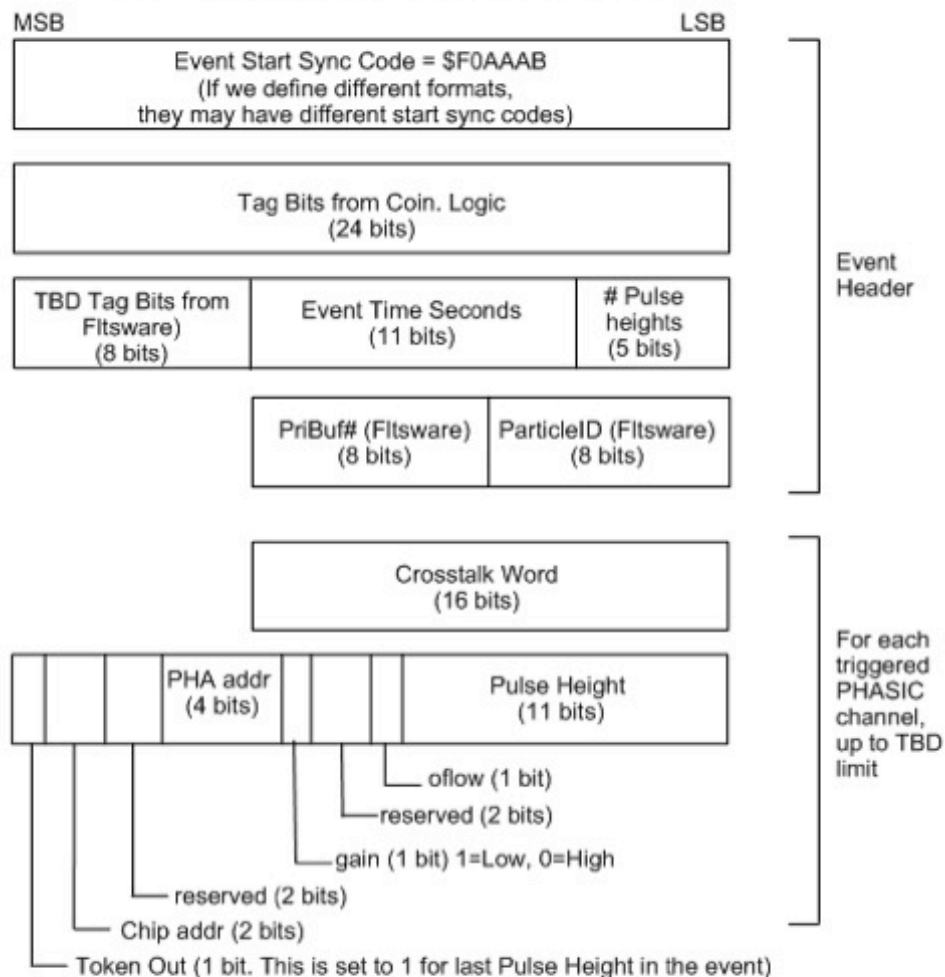 MSB
LSB
Event Start Sync Code = $F0AAAB
(If we define different formats,
they may have different start sync codes)
Tag Bits from Coin. Logic
(24 bits)
Event
Header
TBD Tag Bits from
Fltsware)
(8 bits)
Event Time Seconds
(11 bits)
# Pulse
heights
(5 bits)
PriBuf# (Fltsware)
(8 bits)
ParticleID (Fltsware)
(8 bits)
Crosstalk Word
(16 bits)
For each
triggered
PHASIC
channel,
up to TBD
limit
PHA addr
(4 bits)
Pulse Height
(11 bits)
oflow (1 bit)
reserved (2 bits)
gain (1 bit) 1=Low, 0=High
reserved (2 bits)
Chip addr (2 bits)
Token Out (1 bit. This is set to 1 for last Pulse Height in the event)